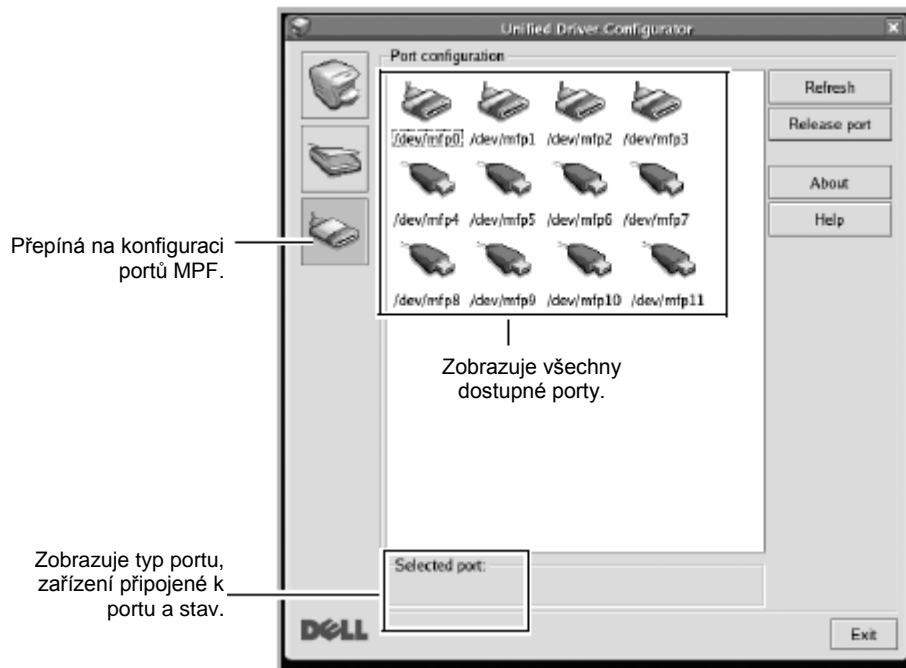 Unified Driver Configurator
Port configuration
/dev/mfp0 /dev/mfp1 /dev/mfp2 /dev/mfp3
/dev/mfp4 /dev/mfp5 /dev/mfp6 /dev/mfp7
/dev/mfp8 /dev/mfp9 /dev/mfp10 /dev/mfp11
Refresh
Release port
About
Help
Přepíná na konfiguraci
portů MPF.
Zobrazuje všechny
dostupné porty.
Zobrazuje typ portu,
zařízení připojené k
portu a stav.
Selected port:
DELL
Exit